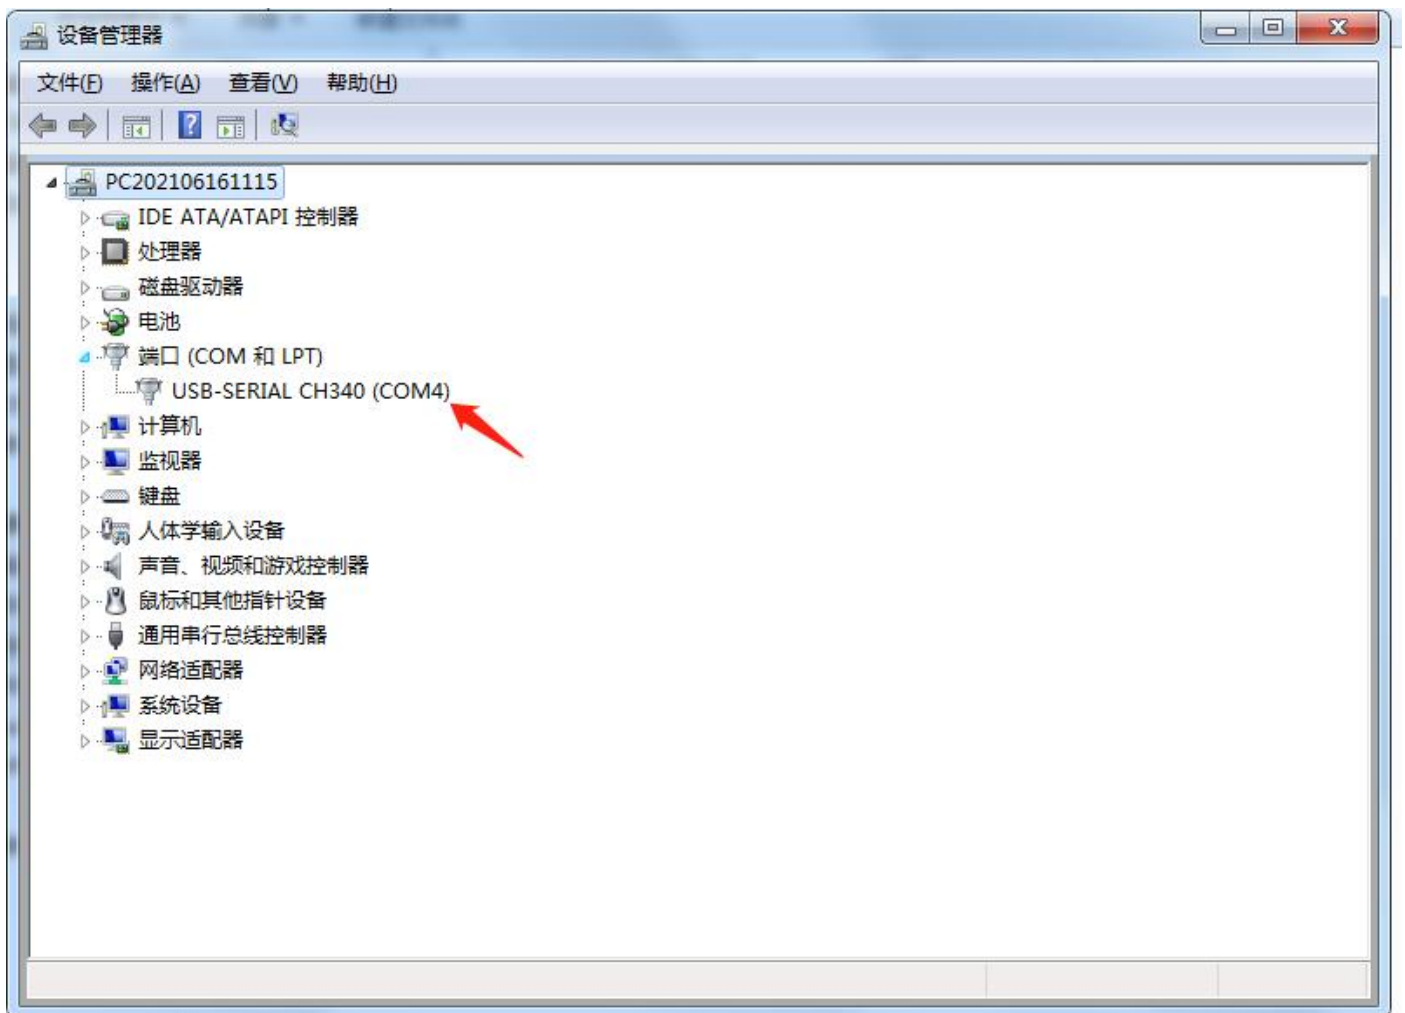 设备管理器
文件(F) 操作(A) 查看(V) 帮助(H)
PC202106161115
IDE ATA/ATAPI 控制器
处理器
磁盘驱动器
电池
端口 (COM 和 LPT)
USB-SERIAL CH340 (COM4)
计算机
监视器
键盘
人体学输入设备
声音、视频和游戏控制器
鼠标和其他指针设备
通用串行总线控制器
网络适配器
系统设备
显示适配器